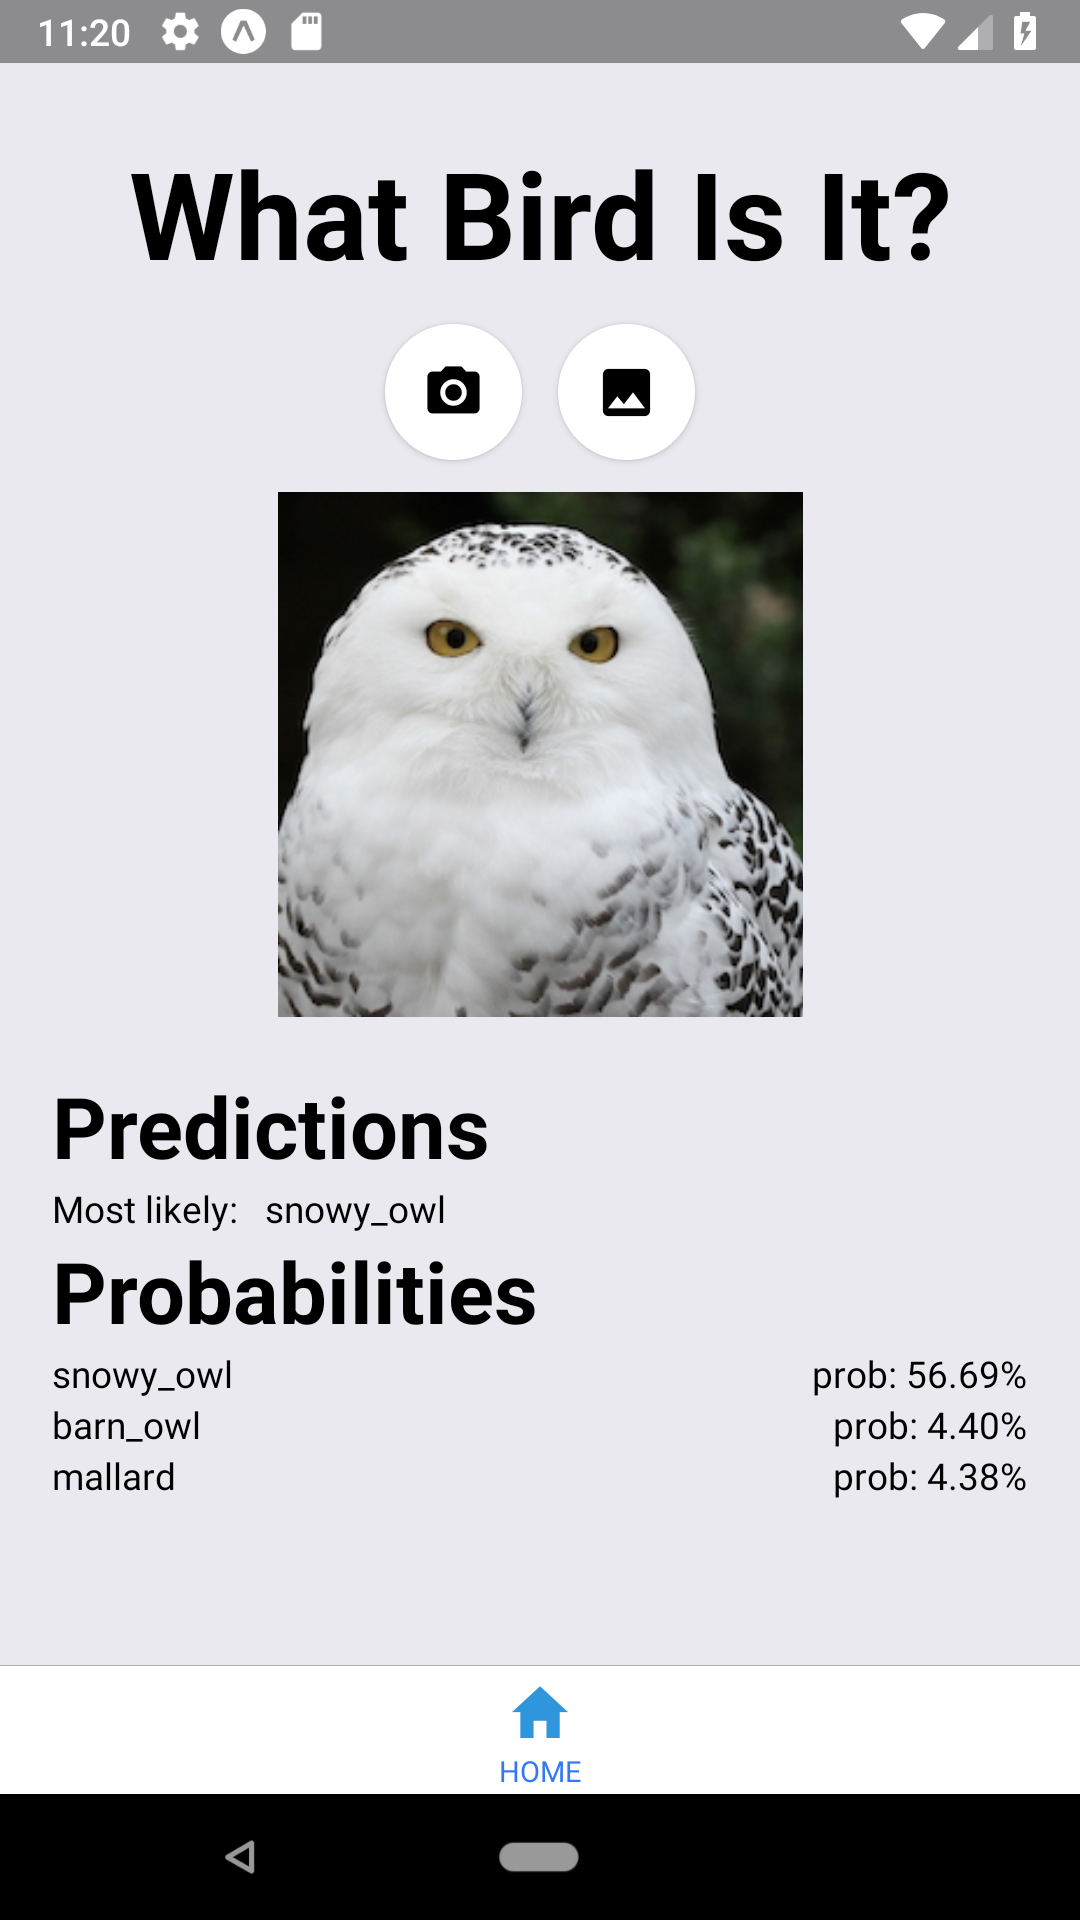 11:20
What Bird Is It?
Predictions
Most likely: snowy_owl
Probabilities
snowy_owl prob: 56.69%
barn_owl prob: 4.40%
mallard prob: 4.38%
HOME